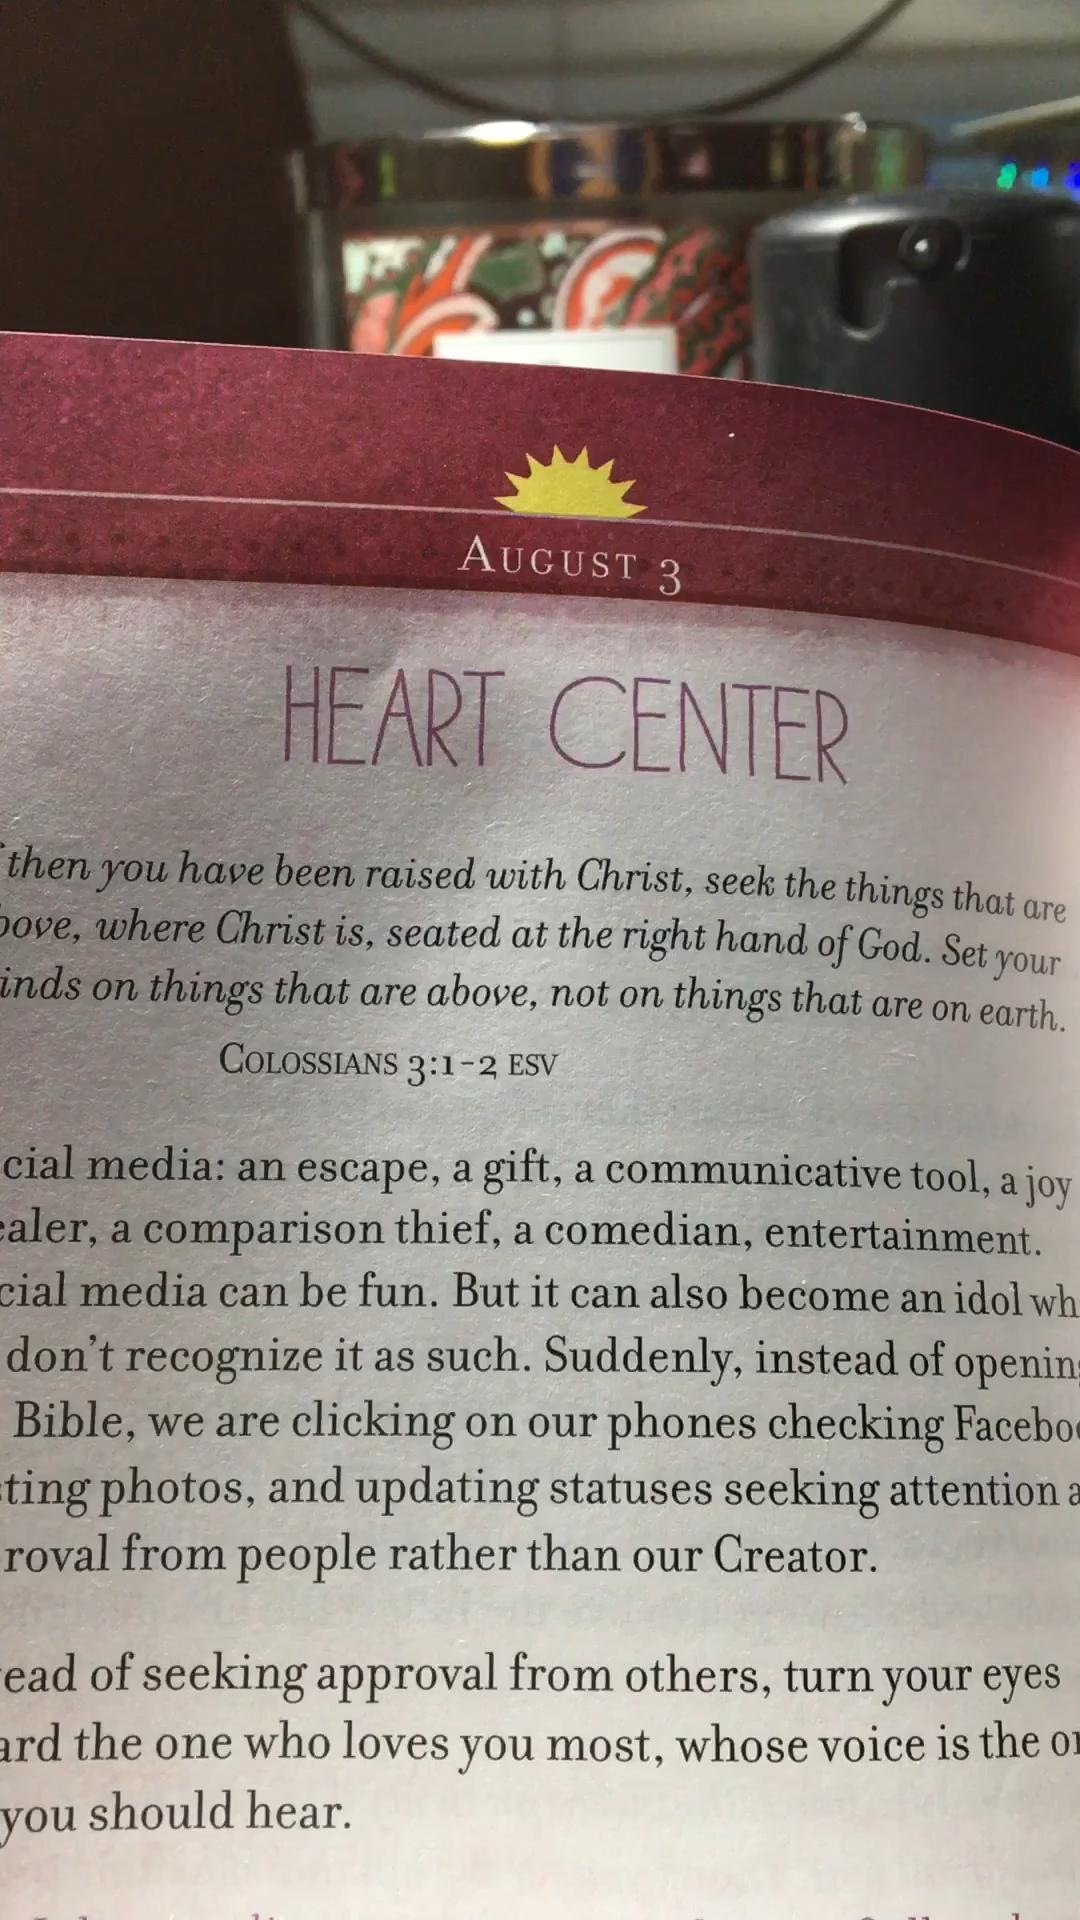 AUGUST 3
HEART CENTER
then you have been raised with Christ, seek the things that are
where Christ is, seated at the right hand of God. Set your
on things that are above, not on things that are on earth.
COLOSSIANS 3:1-2 ESV
media: an escape, a gift, a communicative tool, a joy
a comparison thief, a comedian, entertainment.
media can be fun. But it can also become an idol
don't recognize it as such. Suddenly, instead of
Bible, we are clicking on our phones checking
photos, and updating statuses seeking attention
from people rather than our Creator.
of seeking approval from others, turn your eyes
the one who loves you most, whose voice is the
you should hear.